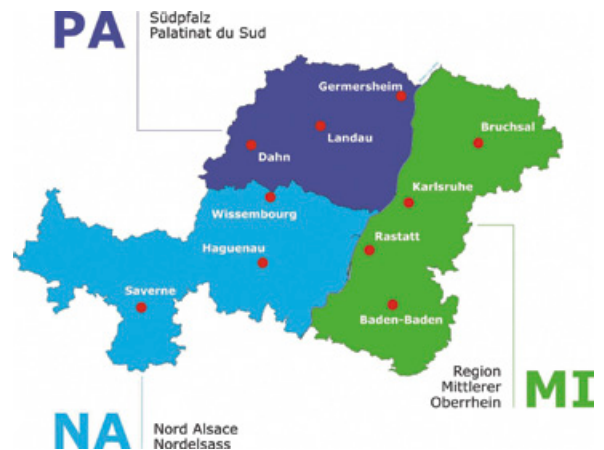 PA
Südpfalz
Palatinat du Sud
Germersheim
Bruchsal
Landau
Dahn
Karlsruhe
Wissembourg
Rastatt
Haguenau
Saverne
Baden-Baden
Region
Mittlerer
Oberrhein
MI
NA
Nord Alsace
Nordelsass